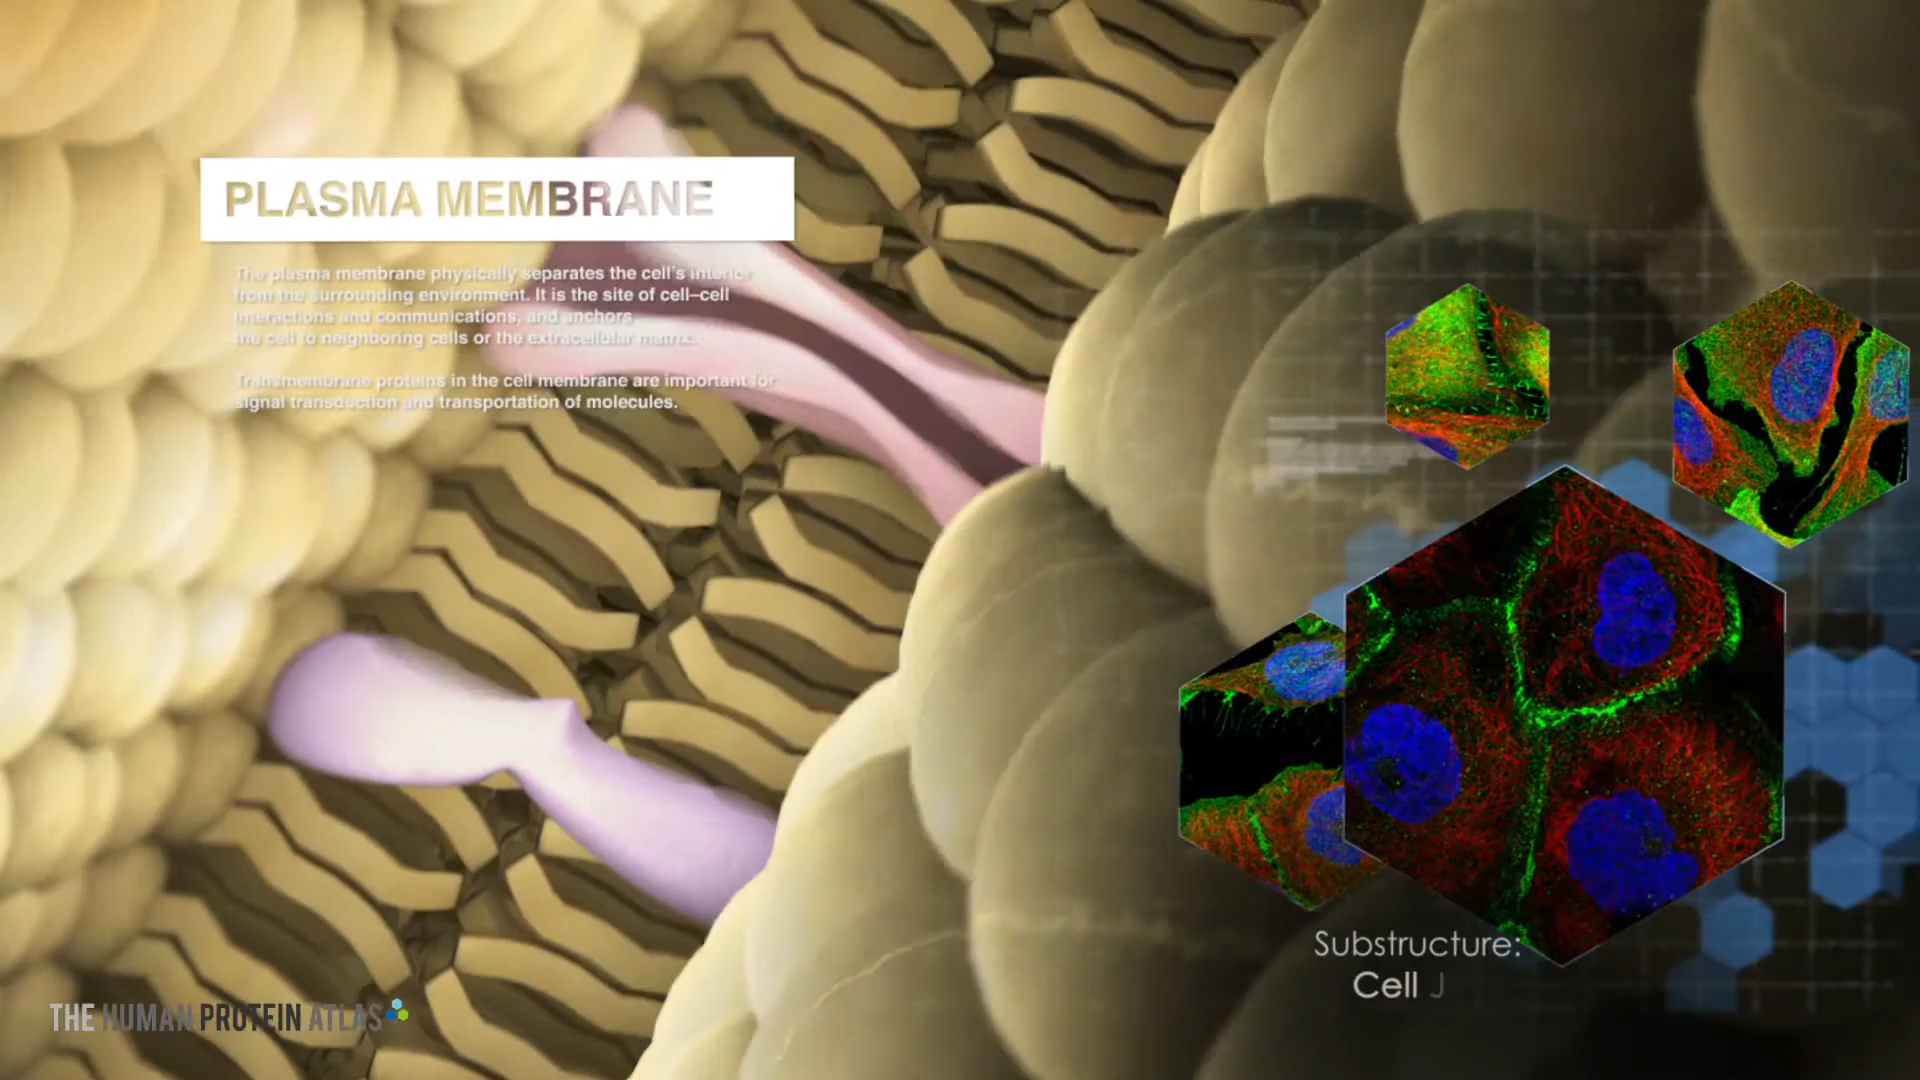 PLASMA MEMBRANE
The plasma membrane physically separates the cell's interior
from the surrounding environment. It is the site of cell–cell
interactions and communications, and anchors
the cell to neighboring cells or the extracellular matrix.
Transmembrane proteins in the cell membrane are important for
signal transduction and transportation of molecules.
Substructure:
Cell J
THE HUMAN PROTEIN ATLAS